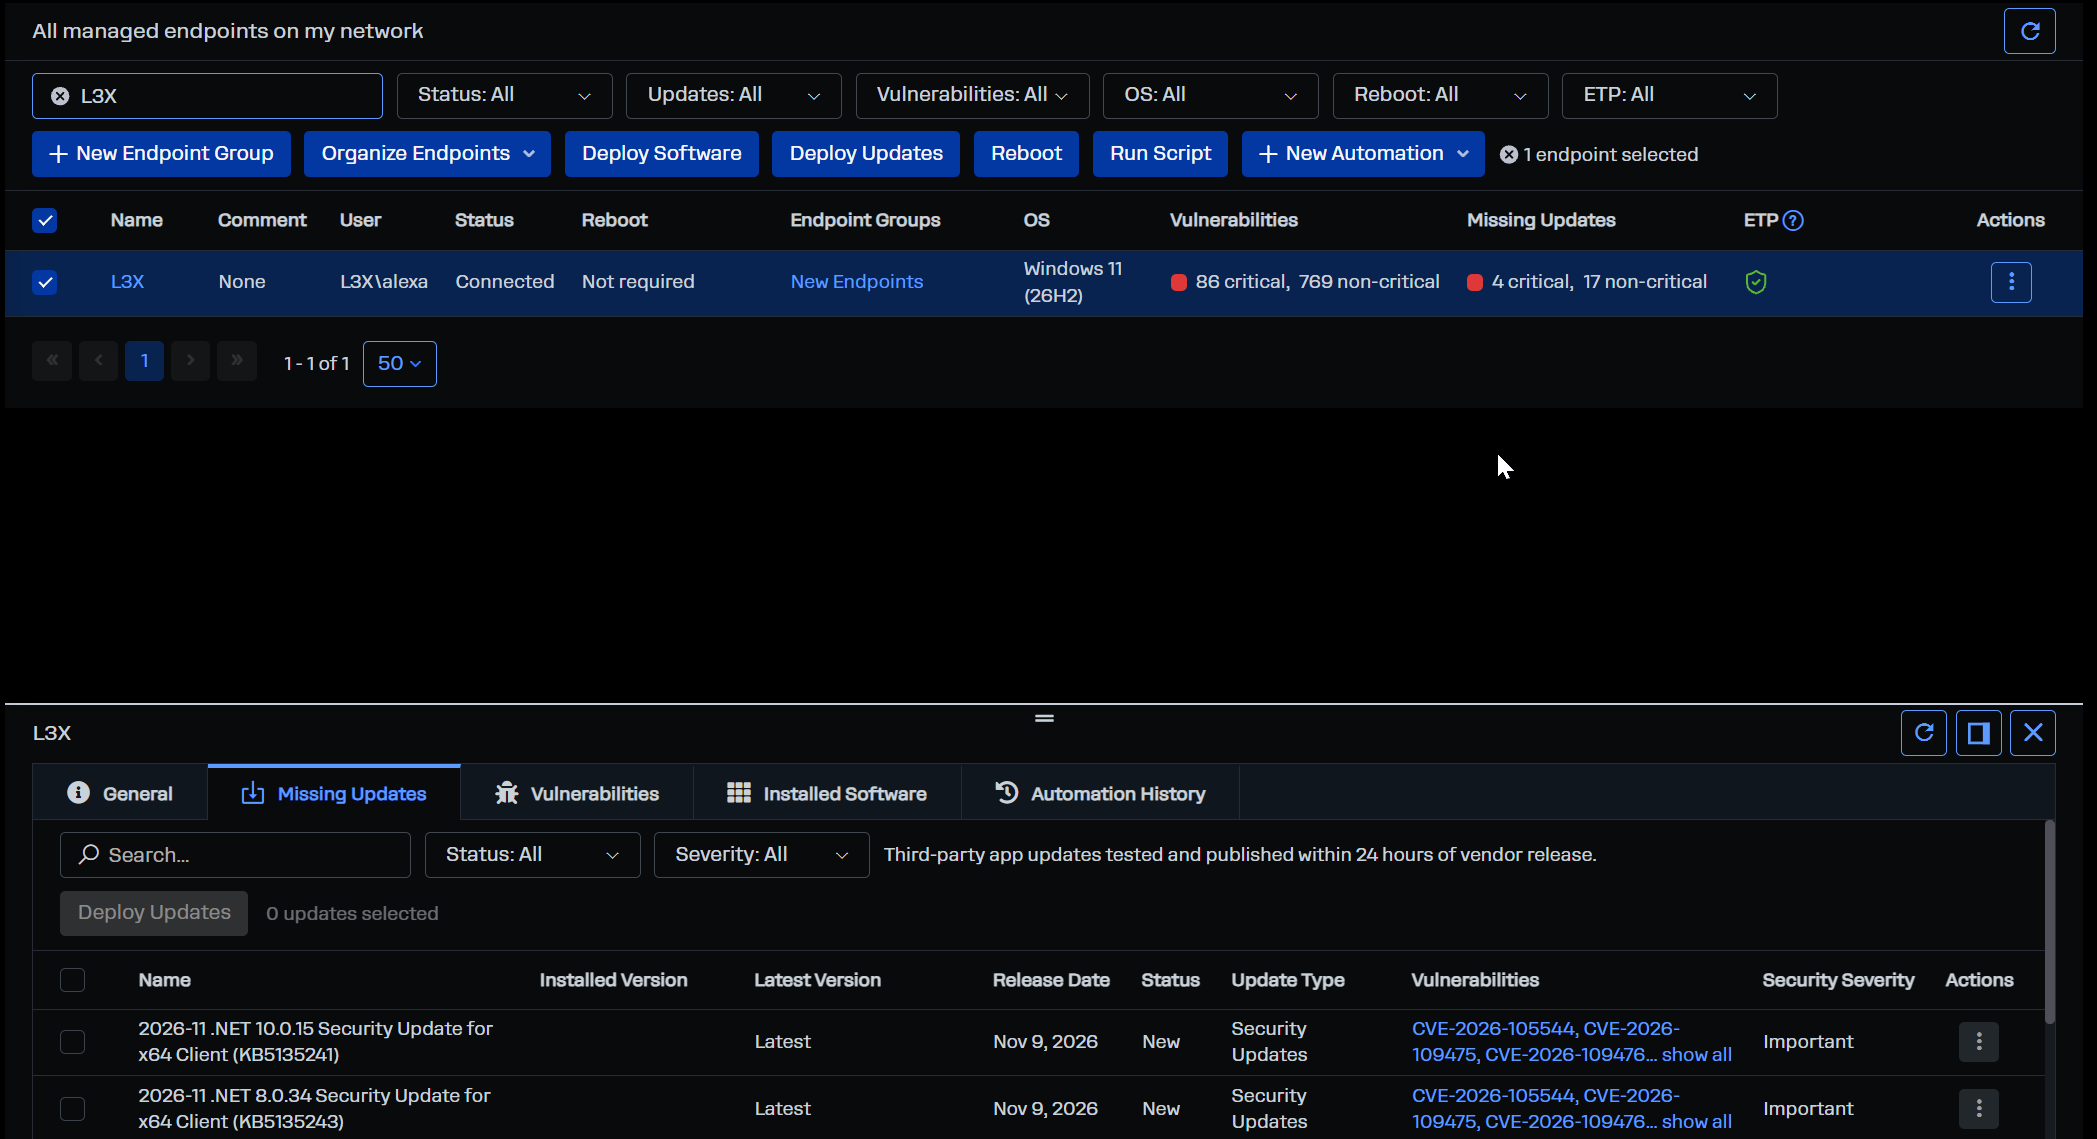 All managed endpoints on my network
L3X
Status: All
Updates: All
Vulnerabilities: All
OS: All
Reboot: All
ETP: All
New Endpoint Group
Organize Endpoints
Deploy Software
Deploy Updates
Reboot
Run Script
New Automation
1 endpoint selected
Name Comment User Status Reboot Endpoint Groups OS Vulnerabilities Missing Updates ETP Actions
L3X None L3X\alexa Connected Not required New Endpoints Windows 11 (26H2) 86 critical, 769 non-critical 4 critical, 17 non-critical
« < 1 > » 1 - 1 of 1 50
L3X
General
Missing Updates
Vulnerabilities
Installed Software
Automation History
Search...
Status: All
Severity: All
Third-party app updates tested and published within 24 hours of vendor release.
Deploy Updates
0 updates selected
Name Installed Version Latest Version Release Date Status Update Type Vulnerabilities Security Severity Actions
2026-11 .NET 10.0.15 Security Update for
x64 Client (KB5135241)
Latest
Nov 9, 2026
New
Security
Updates
CVE-2026-105544, CVE-2026-
109475, CVE-2026-109476... show all
Important
2026-11 .NET 8.0.34 Security Update for
x64 Client (KB5135243)
Latest
Nov 9, 2026
New
Security
Updates
CVE-2026-105544, CVE-2026-
109475, CVE-2026-109476... show all
Important